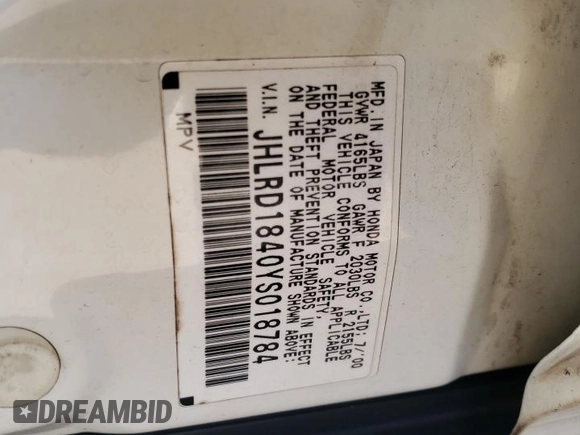 MFD. IN JAPAN BY HONDA MOTOR CO.,LTD; 7/'00
GVWR 4165LBS GAWR F 2030LBS R 2155LBS
THIS VEHICLE CONFORMS TO ALL APPLICABLE
FEDERAL MOTOR VEHICLE SAFETY
AND THEFT PREVENTION STANDARDS IN EFFECT
ON THE DATE OF MANUFACTURE SHOWN ABOVE:
V.I.N. JHLRD1840YS018784
MPV
DREAMBID